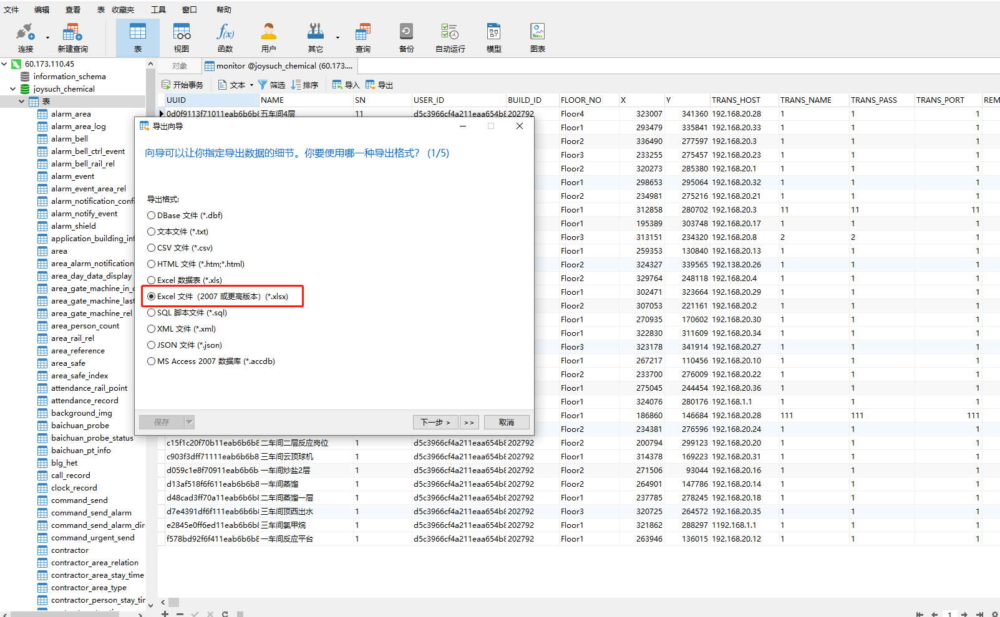 文件 编辑 查看 表 收藏夹 工具 窗口 帮助
连接 新建查询 表 视图 函数 用户 其它 查询 备份 自动运行 模型 图表
f(x)
60.173.110.45
information_schema
joysuch_chemical
表
alarm_area
alarm_area_log
alarm_bell
alarm_bell_ctrl_event
alarm_bell_rail_rel
alarm_event
alarm_event_area_rel
alarm_notification_confi
alarm_notify_event
alarm_shield
application_building_inf
area
area_alarm_notification
area_day_data_display
area_gate_machine_in_c
area_gate_machine_last
area_gate_machine_rel
area_person_count
area_rail_rel
area_reference
area_safe
area_safe_index
attendance_rail_point
attendance_record
background_img
baichuan_probe
baichuan_probe_status
baichuan_pt_info
blg_het
call_record
clock_record
command_send
command_send_alarm
command_send_alarm_dir
command_urgent_send
contractor
contractor_area_relation
contractor_area_stay_time
contractor_area_type
contractor_person_stay_tir
对象 monitor @joysuch_chemical (60.173....
开始事务 文本 筛选 排序 导入 导出
UUID NAME SN USER_ID BUILD_ID FLOOR_NO X Y TRANS_HOST TRANS_NAME TRANS_PASS TRANS_PORT REM
0d0f9113f71011eab6b6b8 五车间4层 11 d5c3966cf4a211eaa654b8 202792 Floor4 323007 341360 192.168.20.28 1 1 1
Floor1 293479 335841 192.168.20.33 1 1 1
Floor2 336490 277597 192.168.20.3 1 1 1
Floor3 233255 275457 192.168.20.23 1 1 1
Floor2 320273 285380 192.168.20.1 1 1 1
Floor1 298653 295064 192.168.20.32 1 1 1
Floor2 234981 275216 192.168.20.21 1 1 1
Floor1 312858 280702 192.168.20.3 11 11 11
Floor1 195389 303748 192.168.20.17 1 1 1
Floor3 313151 234320 192.168.20.8 2 2 1
Floor1 259353 130840 192.168.20.13 1 1 1
Floor2 324327 339565 192.138.20.26 1 1 1
Floor2 329764 248118 192.168.20.4 1 1 1
Floor1 302471 323664 192.168.20.29 1 1 1
Floor2 307053 221161 192.168.20.2 1 1 1
Floor1 270935 170602 192.168.20.30 1 1 1
Floor1 322830 311609 192.168.20.34 1 1 1
Floor3 323178 341914 192.168.20.27 1 1 1
Floor1 267217 110456 192.168.20.10 1 1 1
Floor2 233700 276009 192.168.20.22 1 1 1
Floor1 275045 244454 192.168.20.36 1 1 1
Floor1 324076 280176 192.168.1.1 1 1 1
Floor1 186860 146684 192.168.20.28 111 111 111
Floor2 234381 276596 192.168.20.24 1 1 1
c15f1c20f70b11eab6b6b8 二车间二层反应岗位 1 d5c3966cf4a211eaa654b8 202792 Floor2 200794 299123 192.168.20.20 1 1 1
c903f3dff71111eab6b6b8 三车间云顶球机 1 d5c3966cf4a211eaa654b8 202792 Floor1 314378 169223 192.168.20.31 1 1 1
d059c1e8f70911eab6b6b 一车间炒盐2层 1 d5c3966cf4a211eaa654b8 202792 Floor2 271506 93044 192.168.20.16 1 1 1
d13af518f6f611eab6b6b8 一车间蒸馏 1 d5c3966cf4a211eaa654b8 202792 Floor2 264901 147786 192.168.20.14 1 1 1
d48cad3ff70a11eab6b6b8 二车间蒸馏一层 1 d5c3966cf4a211eaa654b8 202792 Floor1 237785 278245 192.168.20.18 1 1 1
d7e4391df6f111eab6b6b8 三车间顶西出水 1 d5c3966cf4a211eaa654b8 202792 Floor3 320725 264572 192.168.20.35 1 1 1
e2845e0ff6ed11eab6b6b8 三车间氯甲烷 1 d5c3966cf4a211eaa654b8 202792 Floor1 321862 288297 1192.168.1.1 1 1 1
f578bd92f6f411eab6b6b8 一车间反应平台 1 d5c3966cf4a211eaa654b8 202792 Floor1 263946 136015 192.168.20.12 1 1 1
导出向导
向导可以让你指定导出数据的细节。你要使用哪一种导出格式？ (1/5)
导出格式:
DBase 文件 (*.dbf)
文本文件 (*.txt)
CSV 文件 (*.csv)
HTML 文件 (*.htm;*.html)
Excel 数据表 (*.xls)
Excel 文件（2007 或更高版本）(*.xlsx)
SQL 脚本文件 (*.sql)
XML 文件 (*.xml)
JSON 文件 (*.json)
MS Access 2007 数据库 (*.accdb)
保存 下一步 > >> 取消
1